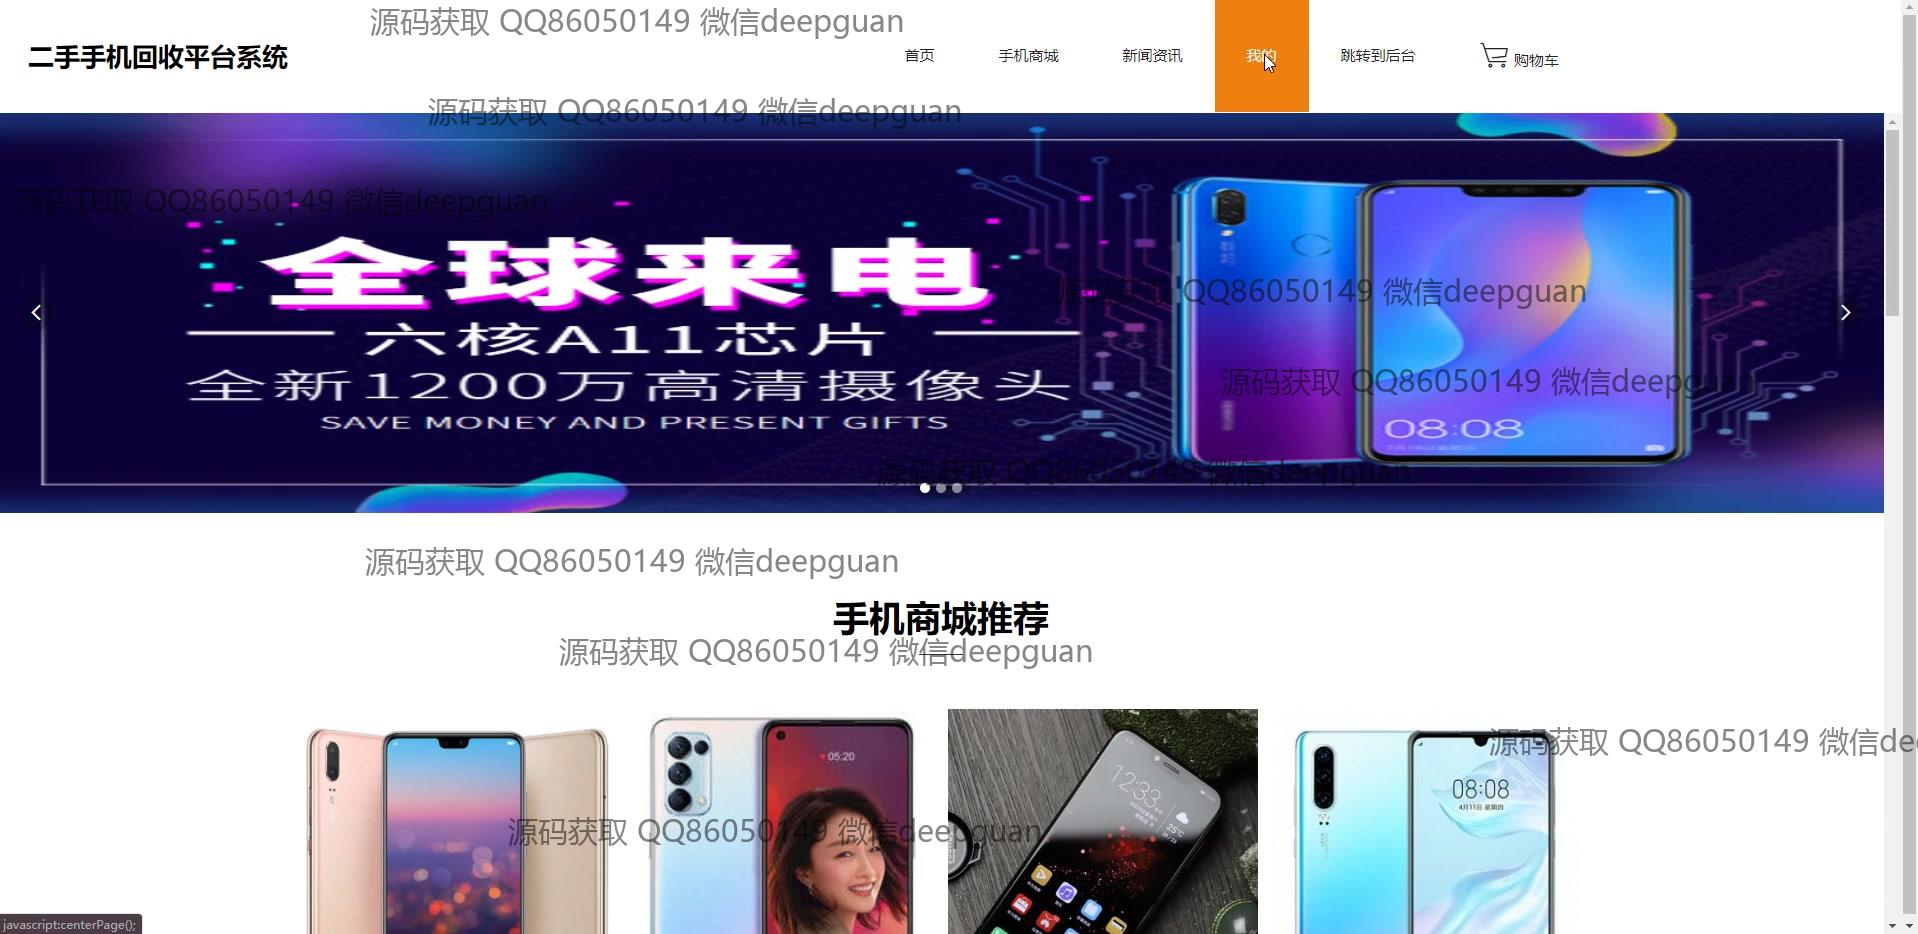 源码获取 QQ86050149 微信deepguan
二手手机回收平台系统
首页
手机商城
新闻资讯
我的
跳转到后台
购物车
源码获取 QQ86050149 微信deepguan
源码获取 QQ86050149 微信deepguan
全球来电
源码获取 QQ86050149 微信deepguan
六核A11芯片
全新1200万高清摄像头
源码获取 QQ86050149 微信deepguan
SAVE MONEY AND PRESENT GIFTS
08:08
源码获取 QQ86050149 微信deepguan
源码获取 QQ86050149 微信deepguan
手机商城推荐
源码获取 QQ86050149 微信deepguan
源码获取 QQ86050149 微信de
05:20
12:33
25°C
08:08
4月11日 星期四
源码获取 QQ86050149 微信deepguan
javascript:centerPage();